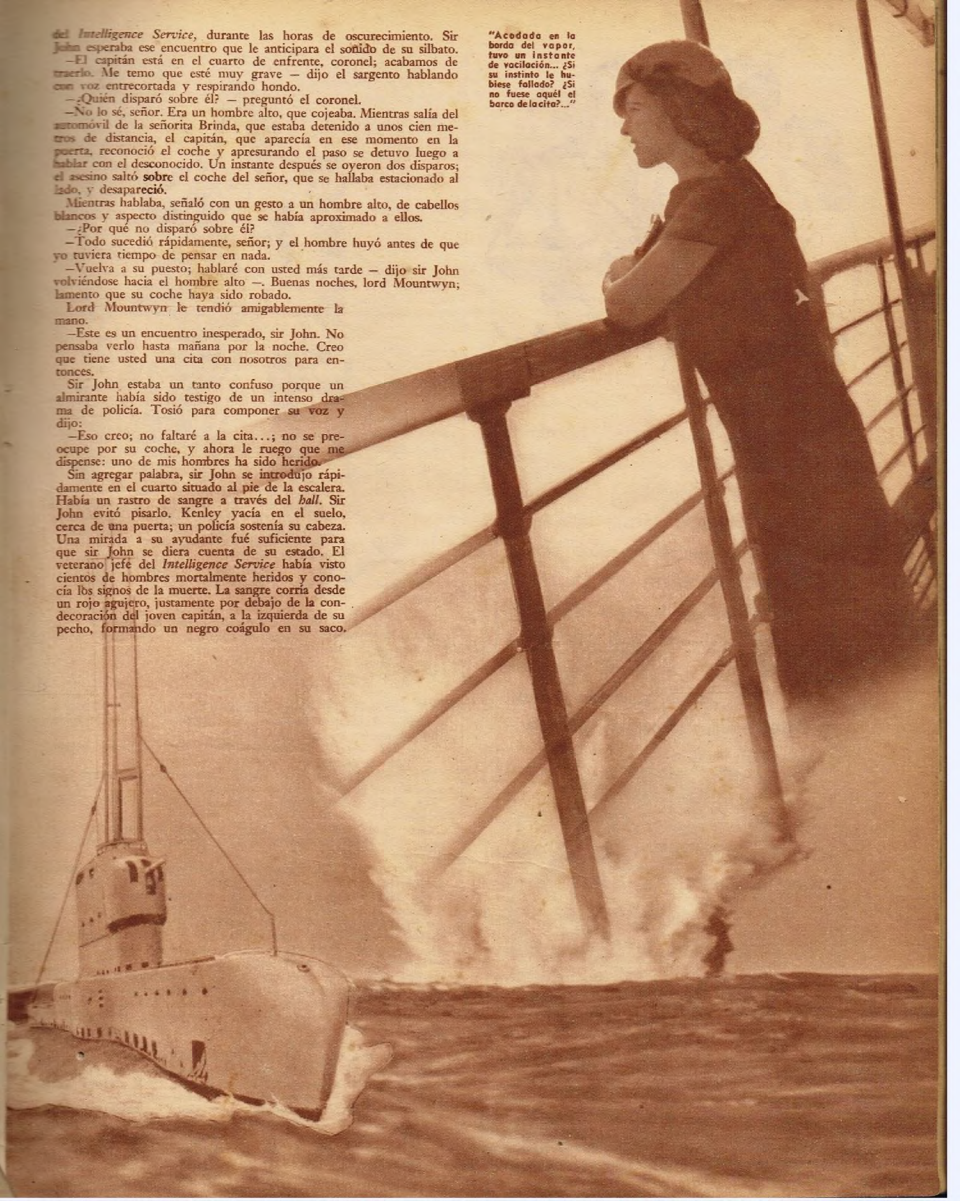 del Intelligence Service, durante las horas de oscurecimiento. Sir
John esperaba ese encuentro que le anticipara el sonido de su silbato.
—El capitán está en el cuarto de enfrente, coronel; acabamos de
traerlo. Me temo que esté muy grave — dijo el sargento hablando
con voz entrecortada y respirando hondo.
—¿Quién disparó sobre él? — preguntó el coronel.
—No lo sé, señor. Era un hombre alto, que cojeaba. Mientras salía del
automóvil de la señorita Brinda, que estaba detenido a unos cien me-
tros de distancia, el capitán, que aparecía en ese momento en la
puerta, reconoció el coche y apresurando el paso se detuvo luego a
hablar con el desconocido. Un instante después se oyeron dos disparos;
el asesino saltó sobre el coche del señor, que se hallaba estacionado al
lado, y desapareció.
Mientras hablaba, señaló con un gesto a un hombre alto, de cabellos
blancos y aspecto distinguido que se había aproximado a ellos.
—¿Por qué no disparó sobre él?
—Todo sucedió rápidamente, señor; y el hombre huyó antes de que
yo tuviera tiempo de pensar en nada.
—Vuelva a su puesto; hablaré con usted más tarde — dijo sir John
volviéndose hacia el hombre alto —. Buenas noches, lord Mountwyn;
lamento que su coche haya sido robado.
Lord Mountwyn le tendió amigablemente la
mano.
—Este es un encuentro inesperado, sir John. No
pensaba verlo hasta mañana por la noche. Creo
que tiene usted una cita con nosotros para en-
tonces.
Sir John estaba un tanto confuso porque un
almirante había sido testigo de un intenso dra-
ma de policía. Tosió para componer su voz y
dijo:
—Eso creo; no faltaré a la cita...; no se pre-
ocupe por su coche, y ahora le ruego que me
dispense: uno de mis hombres ha sido herido.
Sin agregar palabra, sir John se introdujo rápi-
damente en el cuarto situado al pie de la escalera.
Había un rastro de sangre a través del hall. Sir
John evitó pisarlo. Kenley yacía en el suelo,
cerca de una puerta; un policía sostenía su cabeza.
Una mirada a su ayudante fué suficiente para
que sir John se diera cuenta de su estado. El
veterano jefe del Intelligence Service había visto
cientos de hombres mortalmente heridos y cono-
cía los signos de la muerte. La sangre corría desde
un rojo agujero, justamente por debajo de la con-
decoración del joven capitán, a la izquierda de su
pecho, formando un negro coágulo en su saco.
"Acodada en la
borda del vapor,
tuvo un instante
de vacilación... ¿Si
su instinto le hu-
biese fallado? ¿Si
no fuese aquél el
barco de la cita?..."